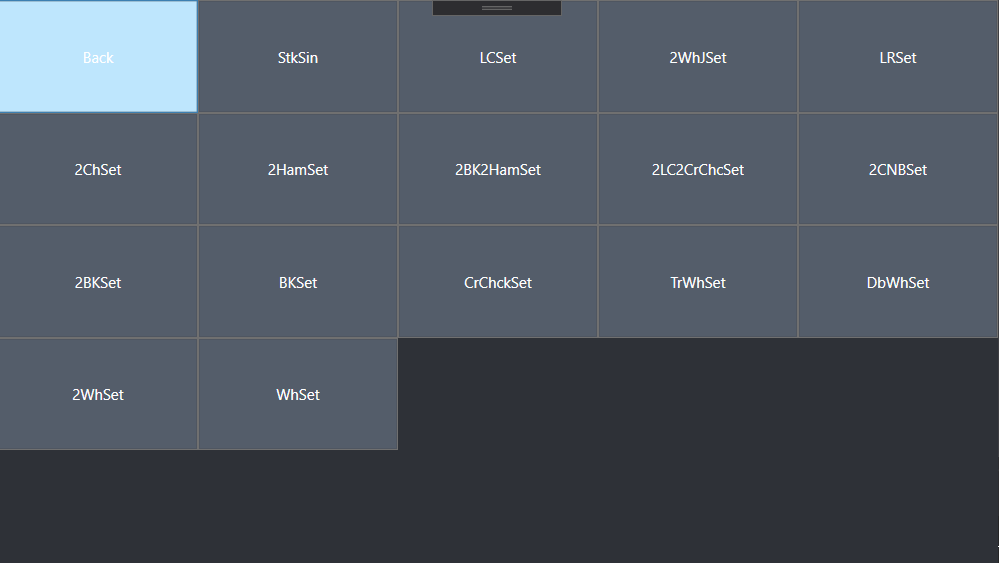 Back
StkSin
LCSet
2WhJSet
LRSet
2ChSet
2HamSet
2BK2HamSet
2LC2CrChcSet
2CNBSet
2BKSet
BKSet
CrChckSet
TrWhSet
DbWhSet
2WhSet
WhSet